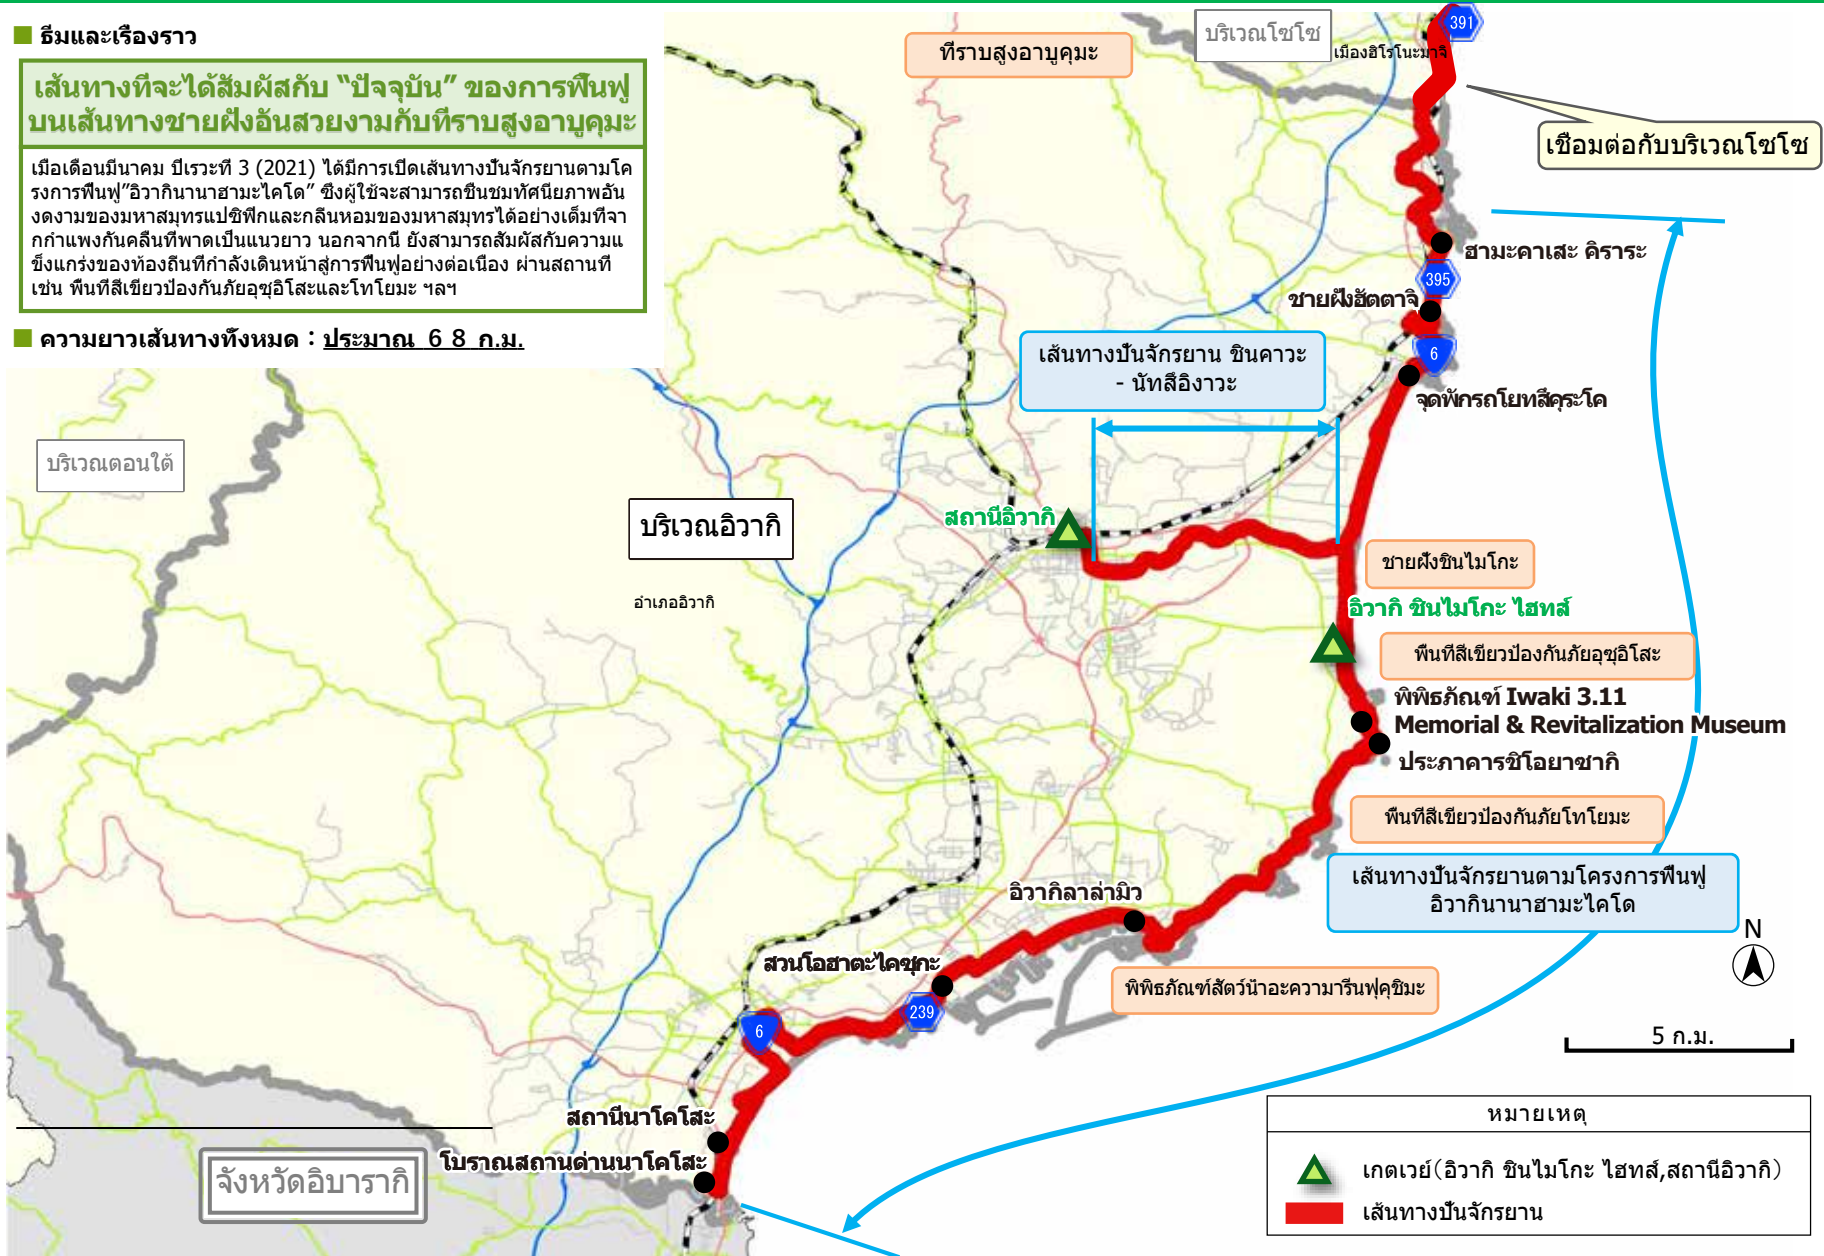 ■ ธีมและเรื่องราว
เส้นทางที่จะได้สัมผัสกับ “ปัจจุบัน” ของการฟื้นฟู
บนเส้นทางชายฝั่งอันสวยงามกับที่ราบสูงอาบูคุมะ
เมื่อเดือนมีนาคม ปีเรวะที่ 3 (2021) ได้มีการเปิดเส้นทางปั่นจักรยานตามโค
รงการฟื้นฟู“อิวากินานาฮามะไคโด” ซึ่งผู้ใช้จะสามารถชื่นชมทัศนียภาพอัน
งดงามของมหาสมุทรแปซิฟิกและกลิ่นหอมของมหาสมุทรได้อย่างเต็มที่จา
กกำแพงกันคลื่นที่พาดเป็นแนวยาว นอกจากนี้ ยังสามารถสัมผัสกับความแ
ข็งแกร่งของท้องถิ่นที่กำลังเดินหน้าสู่การฟื้นฟูอย่างต่อเนื่อง ผ่านสถานที่
เช่น พื้นที่สีเขียวป้องกันภัยอุซุอิโสะและโทโยมะ ฯลฯ
■ ความยาวเส้นทางทั้งหมด : ประมาณ 68 ก.ม.
ที่ราบสูงอาบูคุมะ
บริเวณโซโซ
เมืองฮิโรโนะมาจิ
391
เชื่อมต่อกับบริเวณโซโซ
ฮามะคาเสะ คิราระ
395
ชายฝั่งฮัตตาจิ
6
เส้นทางปั่นจักรยาน ชินคาวะ
- นัทสึอิงาวะ
จุดพักรถโยทสึคุระโค
บริเวณตอนใต้
บริเวณอิวากิ
สถานีอิวากิ
ชายฝั่งชินไมโกะ
อำเภออิวากิ
อิวากิ ชินไมโกะ ไฮทส์
พื้นที่สีเขียวป้องกันภัยอุซุอิโสะ
พิพิธภัณฑ์ Iwaki 3.11
Memorial & Revitalization Museum
ประภาคารชิโอยาซากิ
พื้นที่สีเขียวป้องกันภัยโทโยมะ
เส้นทางปั่นจักรยานตามโครงการฟื้นฟู
อิวากินานาฮามะไคโด
อิวากิลาล่ามิว
N
สวนโอฮาตะไคซุกะ
พิพิธภัณฑ์สัตว์น้ำอะความารีนฟุคุชิมะ
239
6
5 ก.ม.
สถานีนาโคโสะ
โบราณสถานด่านนาโคโสะ
จังหวัดอิบารากิ
หมายเหตุ
เกตเวย์(อิวากิ ชินไมโกะ ไฮทส์,สถานีอิวากิ)
เส้นทางปั่นจักรยาน